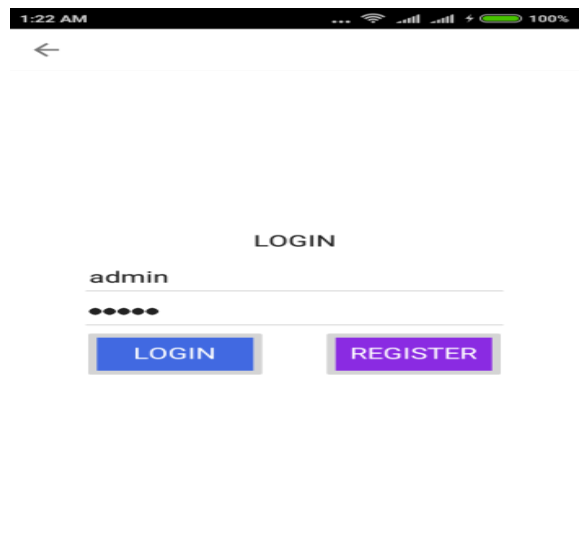 1:22 AM ... 100%
LOGIN
admin
•••••
LOGIN REGISTER